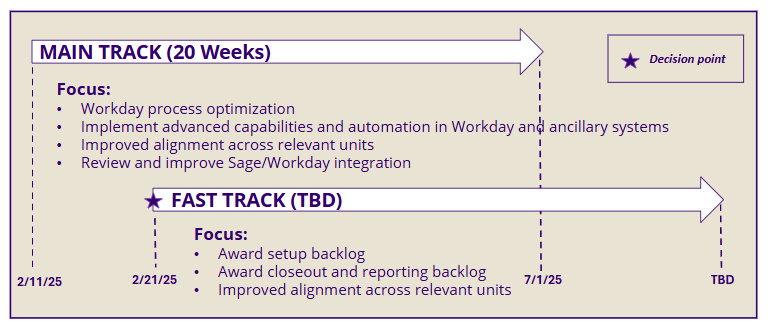 MAIN TRACK (20 Weeks)
Decision point
Focus:
• Workday process optimization
• Implement advanced capabilities and automation in Workday and ancillary systems
• Improved alignment across relevant units
• Review and improve Sage/Workday integration
FAST TRACK (TBD)
Focus:
• Award setup backlog
• Award closeout and reporting backlog
• Improved alignment across relevant units
2/11/25
2/21/25
7/1/25
TBD